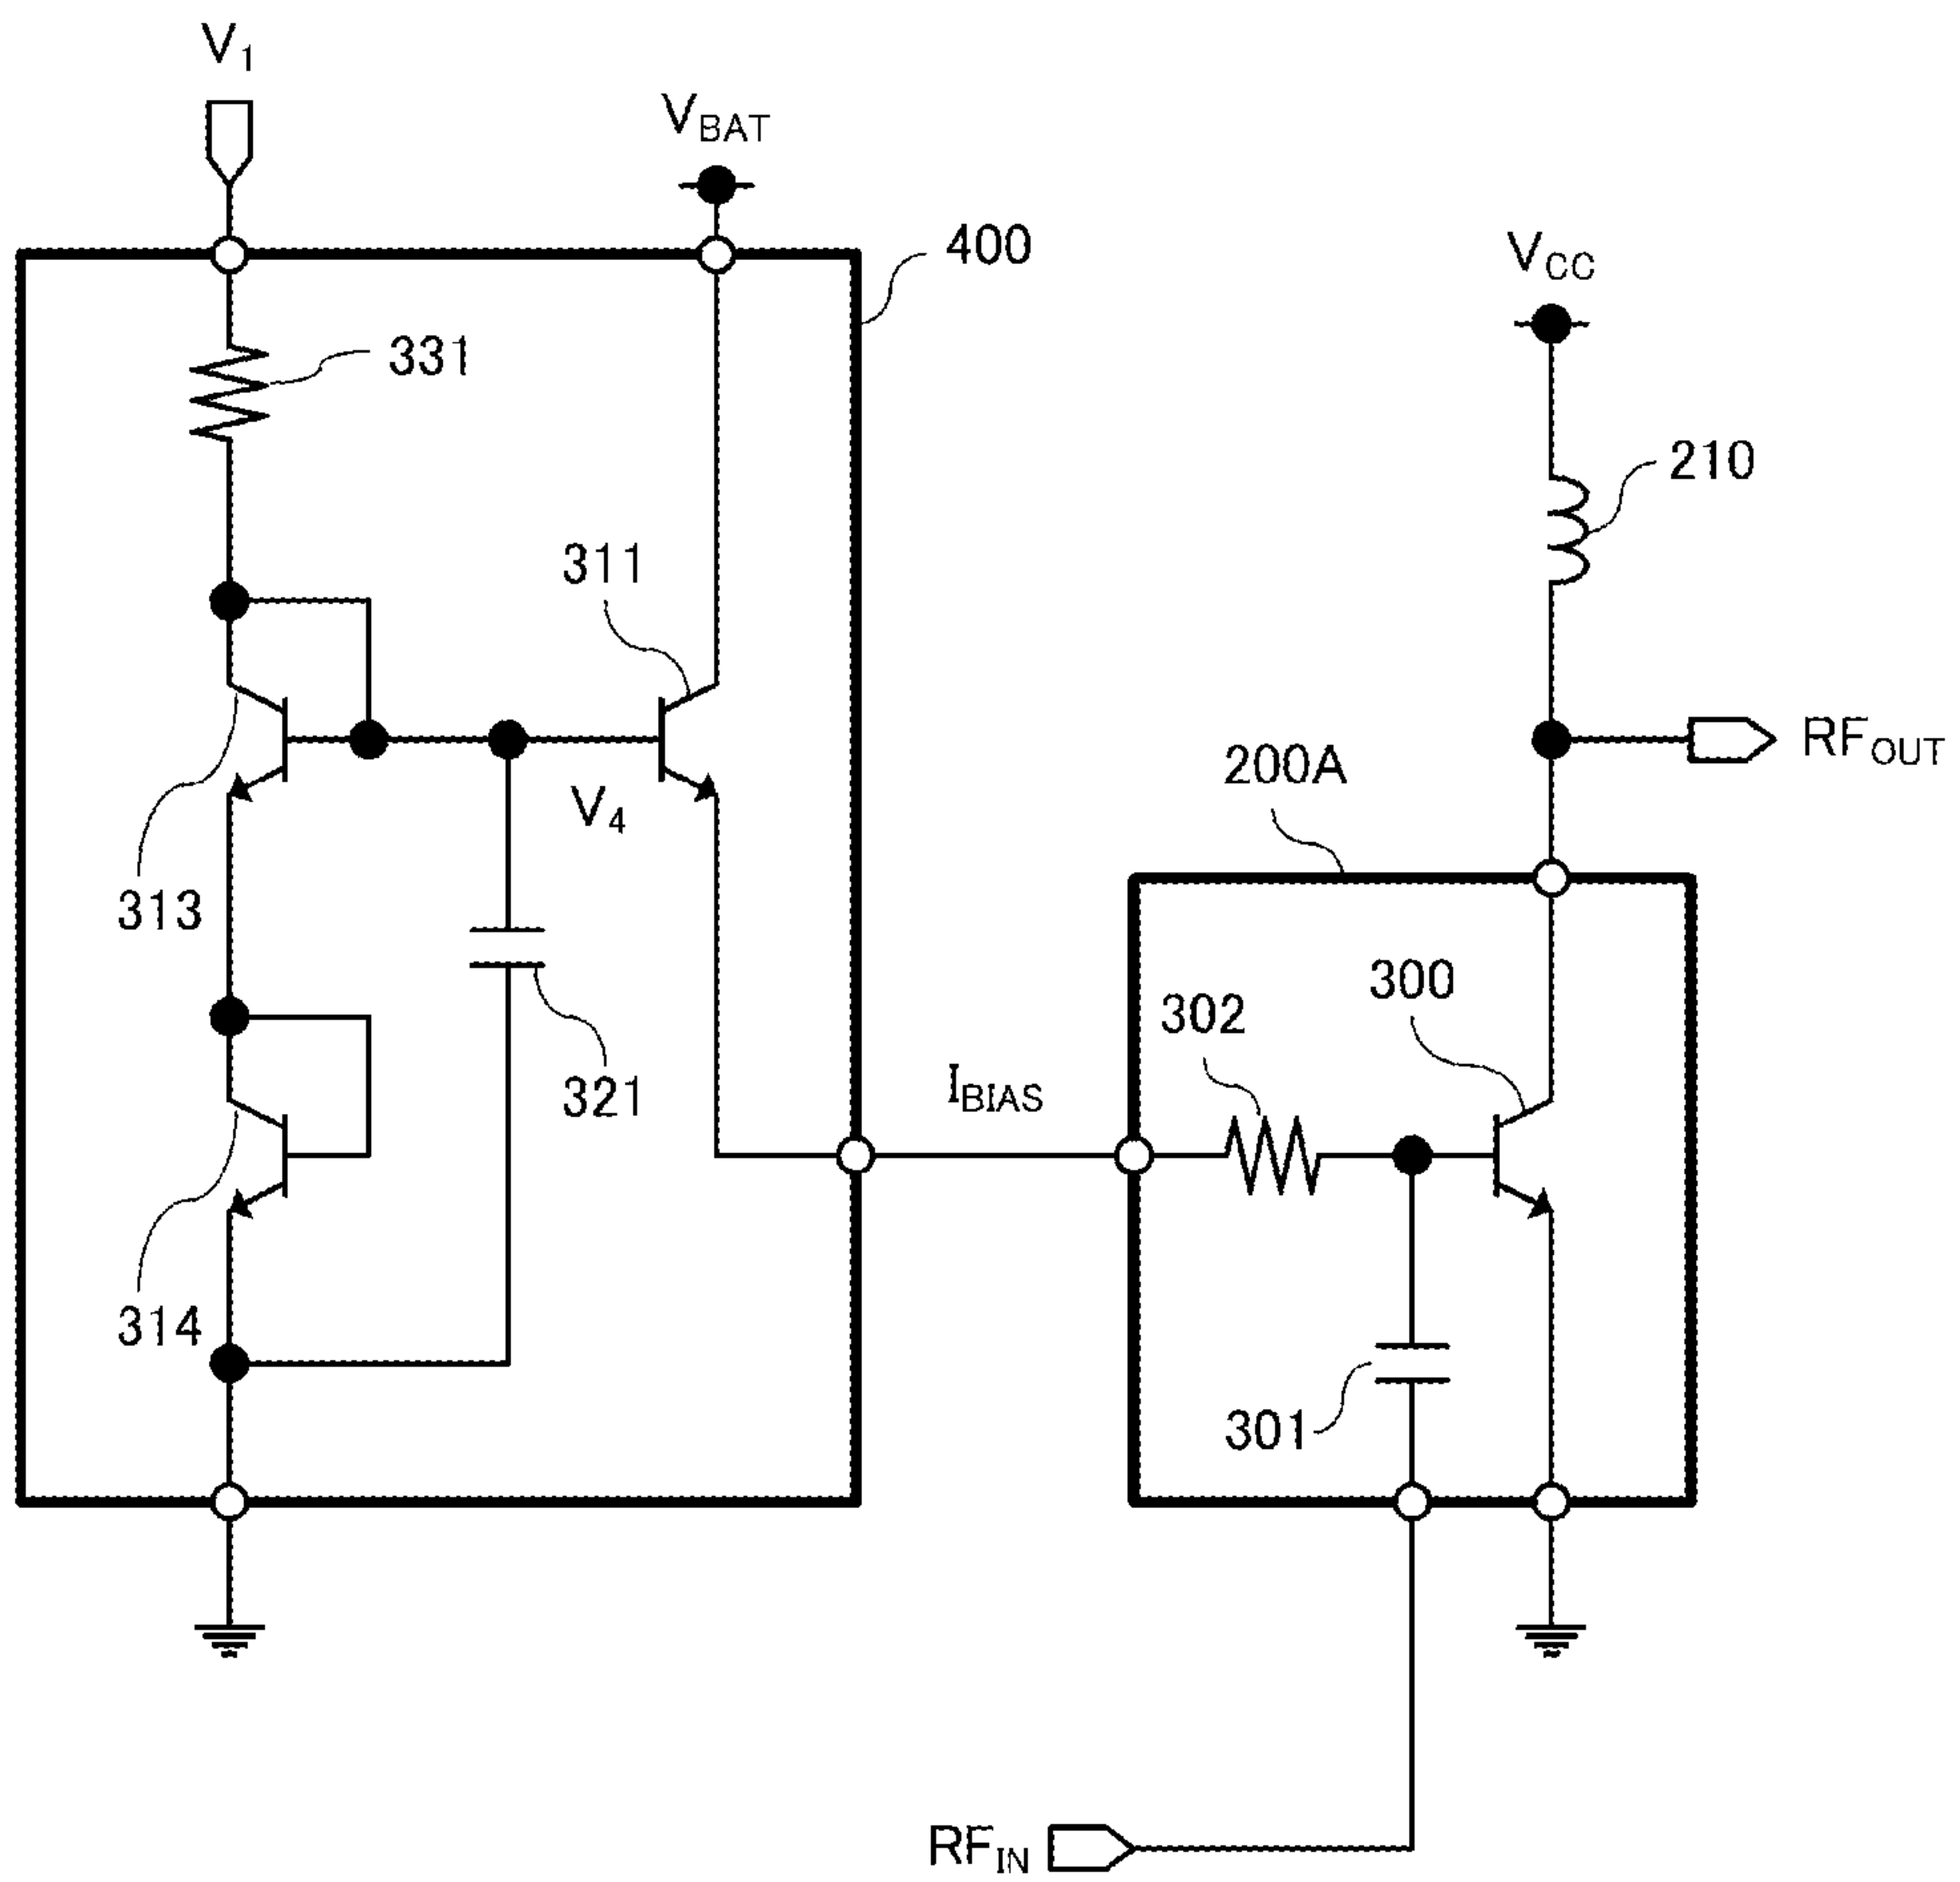 V1
VBAT
400
VCC
331
210
311
RFOUT
200A
V4
313
300
302
IBIAS
321
314
301
RFIN